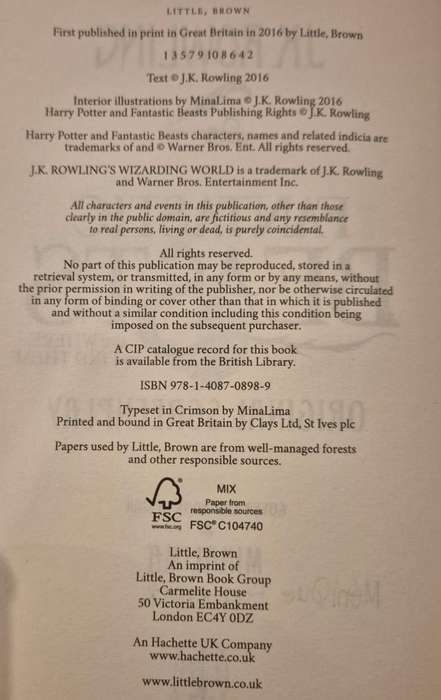 LITTLE, BROWN
First published in print in Great Britain in 2016 by Little, Brown
1 3 5 7 9 10 8 6 4 2
Text © J.K. Rowling 2016
Interior illustrations by MinaLima © J.K. Rowling 2016
Harry Potter and Fantastic Beasts Publishing Rights © J.K. Rowling
Harry Potter and Fantastic Beasts characters, names and related indicia are
trademarks of and © Warner Bros. Ent. All rights reserved.
J.K. ROWLING'S WIZARDING WORLD is a trademark of J.K. Rowling
and Warner Bros. Entertainment Inc.
All characters and events in this publication, other than those
clearly in the public domain, are fictitious and any resemblance
to real persons, living or dead, is purely coincidental.
All rights reserved.
No part of this publication may be reproduced, stored in a
retrieval system, or transmitted, in any form or by any means, without
the prior permission in writing of the publisher, nor be otherwise circulated
in any form of binding or cover other than that in which it is published
and without a similar condition including this condition being
imposed on the subsequent purchaser.
A CIP catalogue record for this book
is available from the British Library.
ISBN 978-1-4087-0898-9
Typeset in Crimson by MinaLima
Printed and bound in Great Britain by Clays Ltd, St Ives plc
Papers used by Little, Brown are from well-managed forests
and other responsible sources.
FSC
www.fsc.org
MIX
Paper from
responsible sources
FSC® C104740
Little, Brown
An imprint of
Little, Brown Book Group
Carmelite House
50 Victoria Embankment
London EC4Y 0DZ
An Hachette UK Company
www.hachette.co.uk
www.littlebrown.co.uk